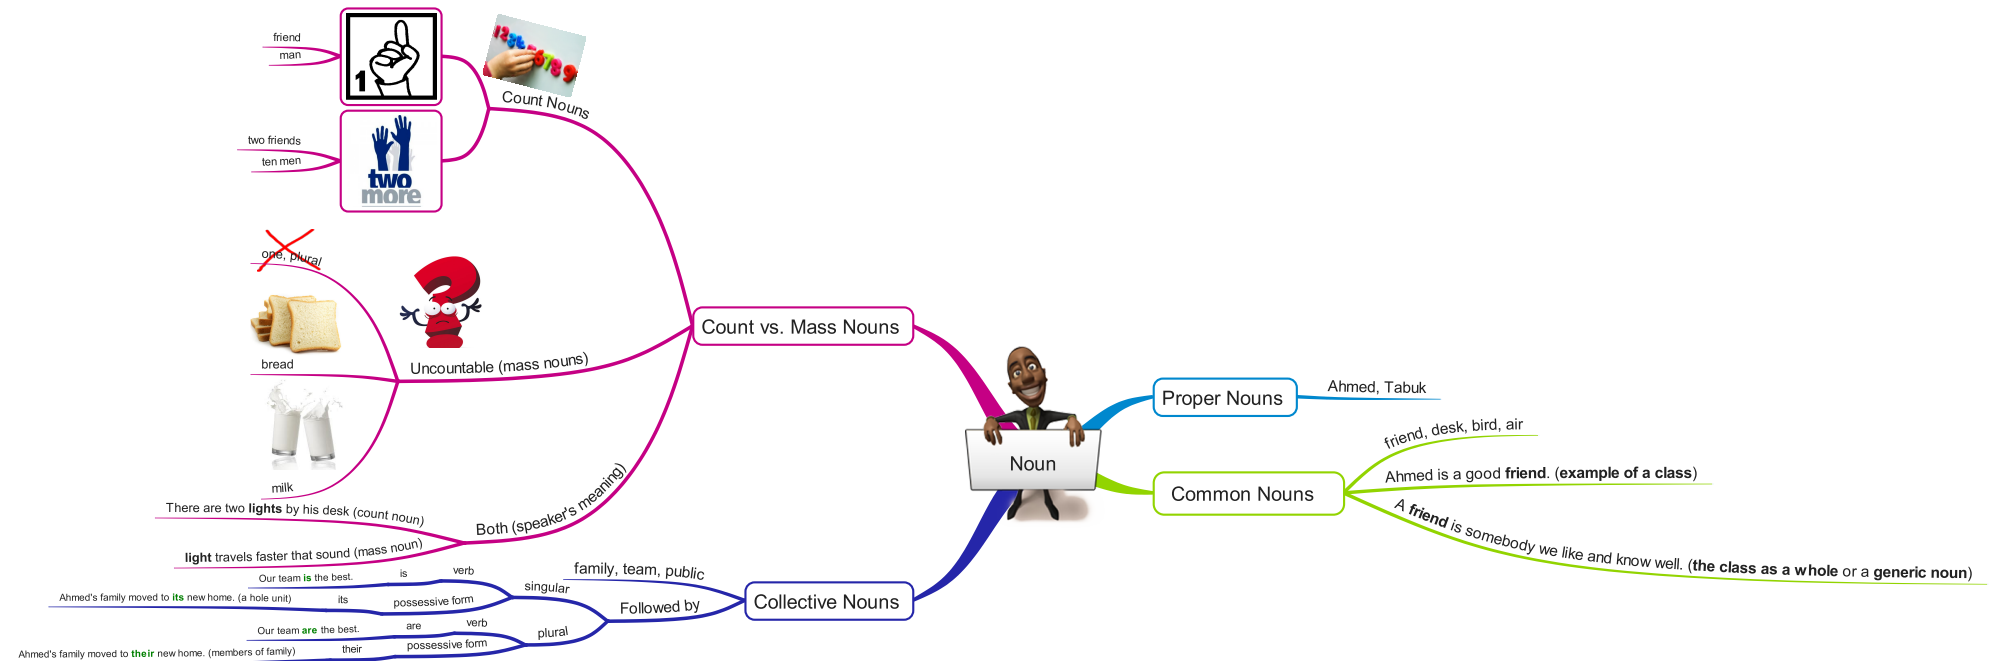 Noun
Proper Nouns
Ahmed, Tabuk
Common Nouns
friend, desk, bird, air
Ahmed is a good friend. (example of a class)
A friend is somebody we like and know well. (the class as a whole or a generic noun)
Count vs. Mass Nouns
Count Nouns
1
friend
man
two
more
two friends
ten men
Uncountable (mass nouns)
one, plural
bread
milk
Both (speaker's meaning)
There are two lights by his desk (count noun)
light travels faster that sound (mass noun)
Collective Nouns
family, team, public
Followed by
singular
verb
is
Our team is the best.
possessive form
its
Ahmed's family moved to its new home. (a hole unit)
plural
verb
are
Our team are the best.
possessive form
their
Ahmed's family moved to their new home. (members of family)